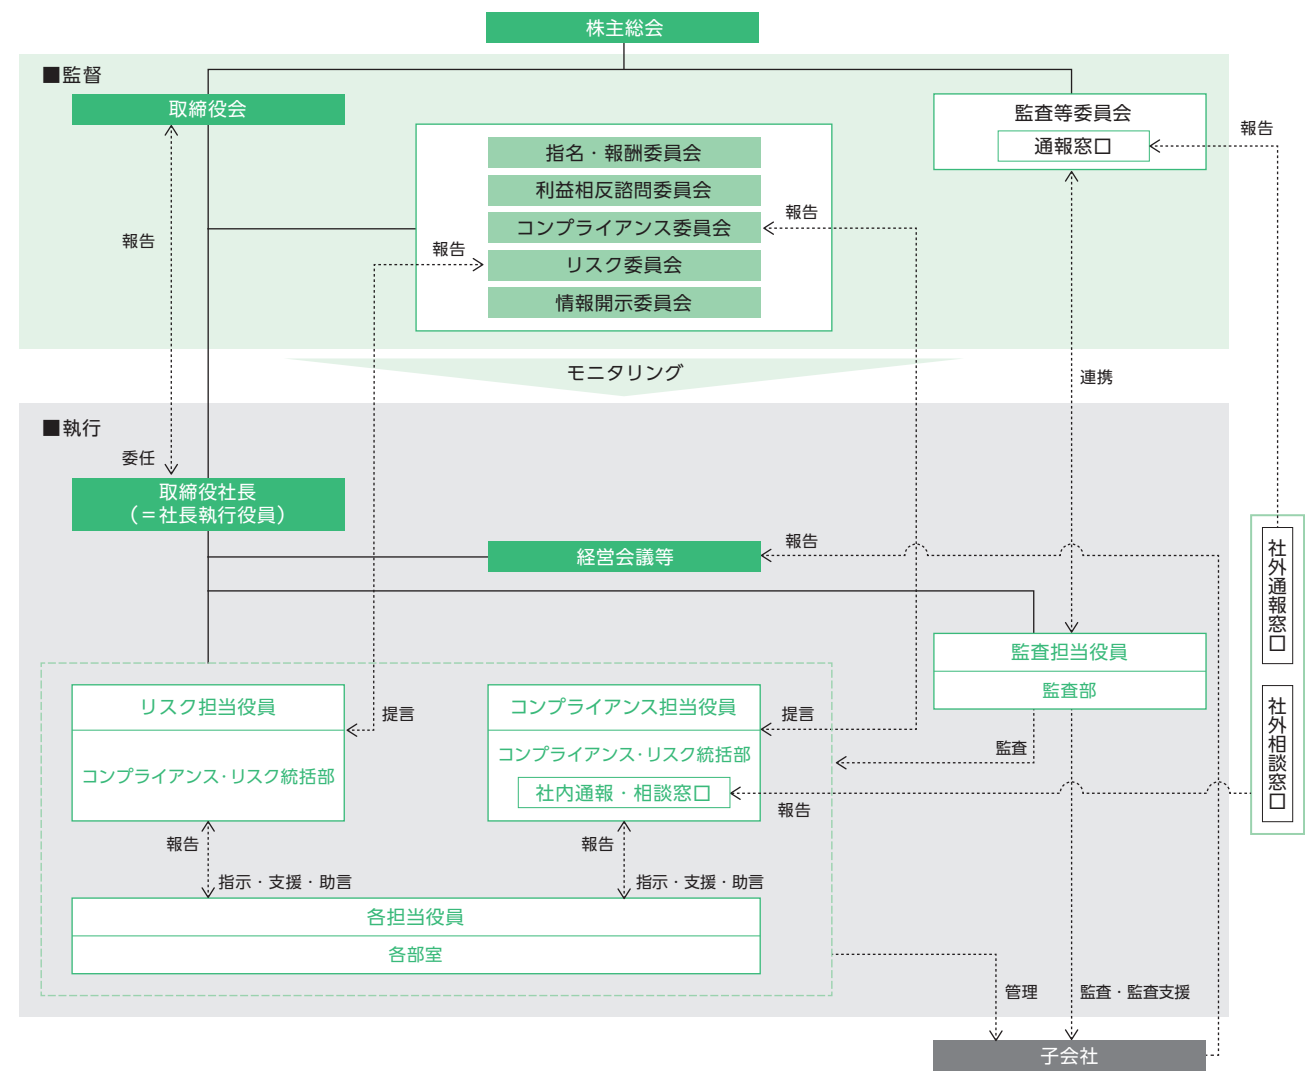 株主総会
■監督
取締役会
監査等委員会
通報窓口
報告
指名・報酬委員会
利益相反諮問委員会
コンプライアンス委員会
リスク委員会
情報開示委員会
報告
報告
報告
モニタリング
連携
■執行
委任
取締役社長
（＝社長執行役員）
経営会議等
報告
社外通報窓口
社外相談窓口
監査担当役員
監査部
リスク担当役員
コンプライアンス・リスク統括部
提言
コンプライアンス担当役員
コンプライアンス・リスク統括部
社内通報・相談窓口
提言
監査
報告
報告
指示・支援・助言
報告
指示・支援・助言
各担当役員
各部室
管理
監査・監査支援
子会社